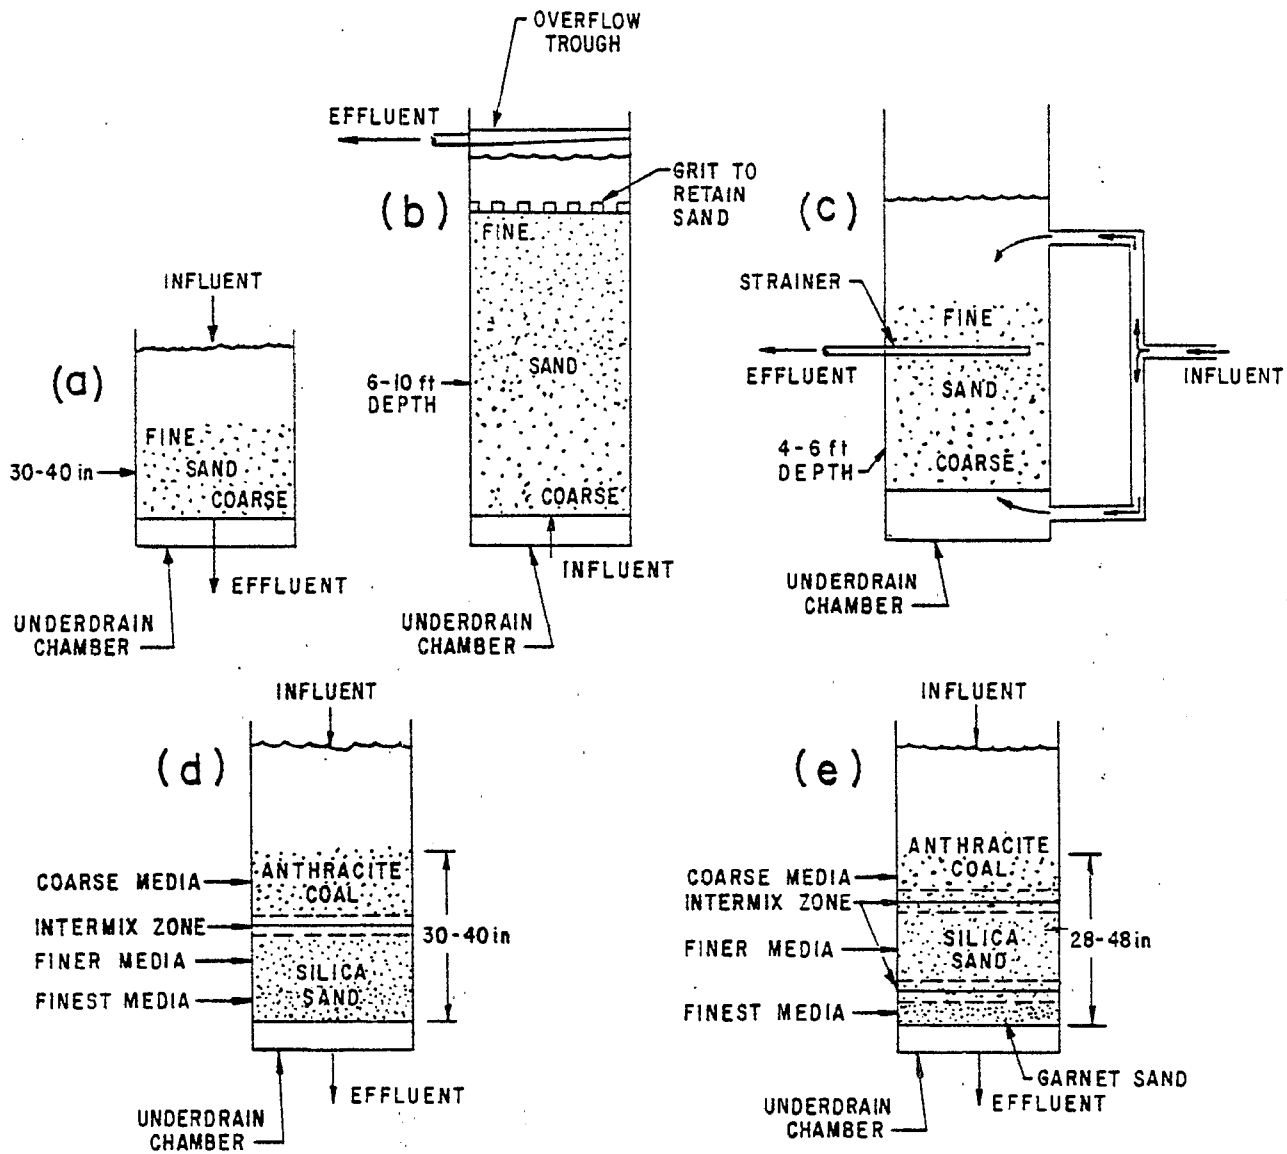 (a)
INFLUENT
FINE
SAND
COARSE
30-40 in
EFFLUENT
UNDERDRAIN
CHAMBER
(b)
OVERFLOW
TROUGH
EFFLUENT
GRIT TO
RETAIN
SAND
FINE
SAND
6-10 ft
DEPTH
COARSE
INFLUENT
UNDERDRAIN
CHAMBER
(c)
STRAINER
FINE
EFFLUENT
INFLUENT
SAND
4-6 ft
DEPTH
COARSE
UNDERDRAIN
CHAMBER
(d)
INFLUENT
ANTHRACITE
COAL
COARSE MEDIA
INTERMIX ZONE
30-40 in
FINER MEDIA
SILICA
SAND
FINEST MEDIA
EFFLUENT
UNDERDRAIN
CHAMBER
(e)
INFLUENT
ANTHRACITE
COAL
COARSE MEDIA
INTERMIX ZONE
SILICA
SAND
28-48 in
FINER MEDIA
FINEST MEDIA
GARNET SAND
EFFLUENT
UNDERDRAIN
CHAMBER